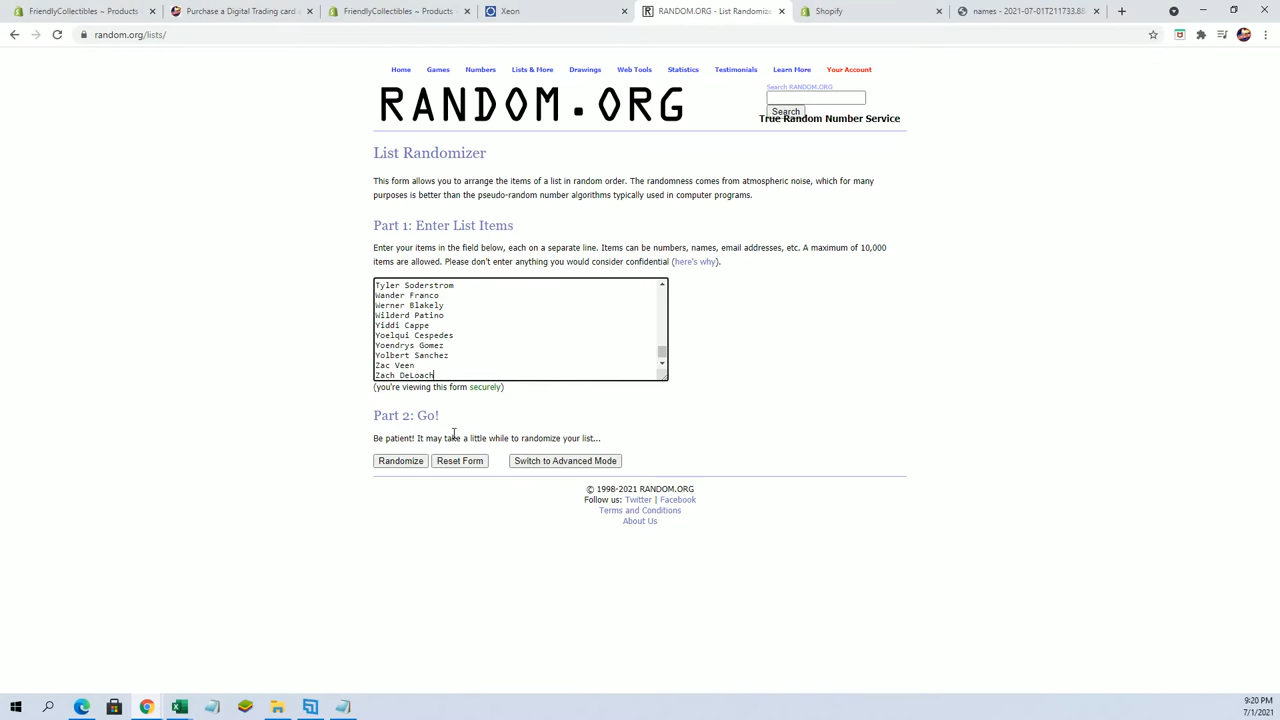 FriendlyCollectibles ~ Products
Purchase a Digital Trading card
FriendlyCollectibles ~ Products
Xeon
RANDOM.ORG - List Randomizer
Shopify
names - 2021-07-01T211733.88
random.org/lists/
Home Games Numbers Lists & More Drawings Web Tools Statistics Testimonials Learn More Your Account
RANDOM.ORG
Search RANDOM.ORG
Search
True Random Number Service
List Randomizer
This form allows you to arrange the items of a list in random order. The randomness comes from atmospheric noise, which for many
purposes is better than the pseudo-random number algorithms typically used in computer programs.
Part 1: Enter List Items
Enter your items in the field below, each on a separate line. Items can be numbers, names, email addresses, etc. A maximum of 10,000
items are allowed. Please don't enter anything you would consider confidential (here's why).
Tyler Soderstrom
Wander Franco
Werner Blakely
Wilderd Patino
Yiddi Cappe
Yoelqui Cespedes
Yoendrys Gomez
Yolbert Sanchez
Zac Veen
Zach DeLoach
(you're viewing this form securely)
Part 2: Go!
Be patient! It may take a little while to randomize your list...
Randomize Reset Form Switch to Advanced Mode
© 1998-2021 RANDOM.ORG
Follow us: Twitter | Facebook
Terms and Conditions
About Us
9:20 PM
7/1/2021